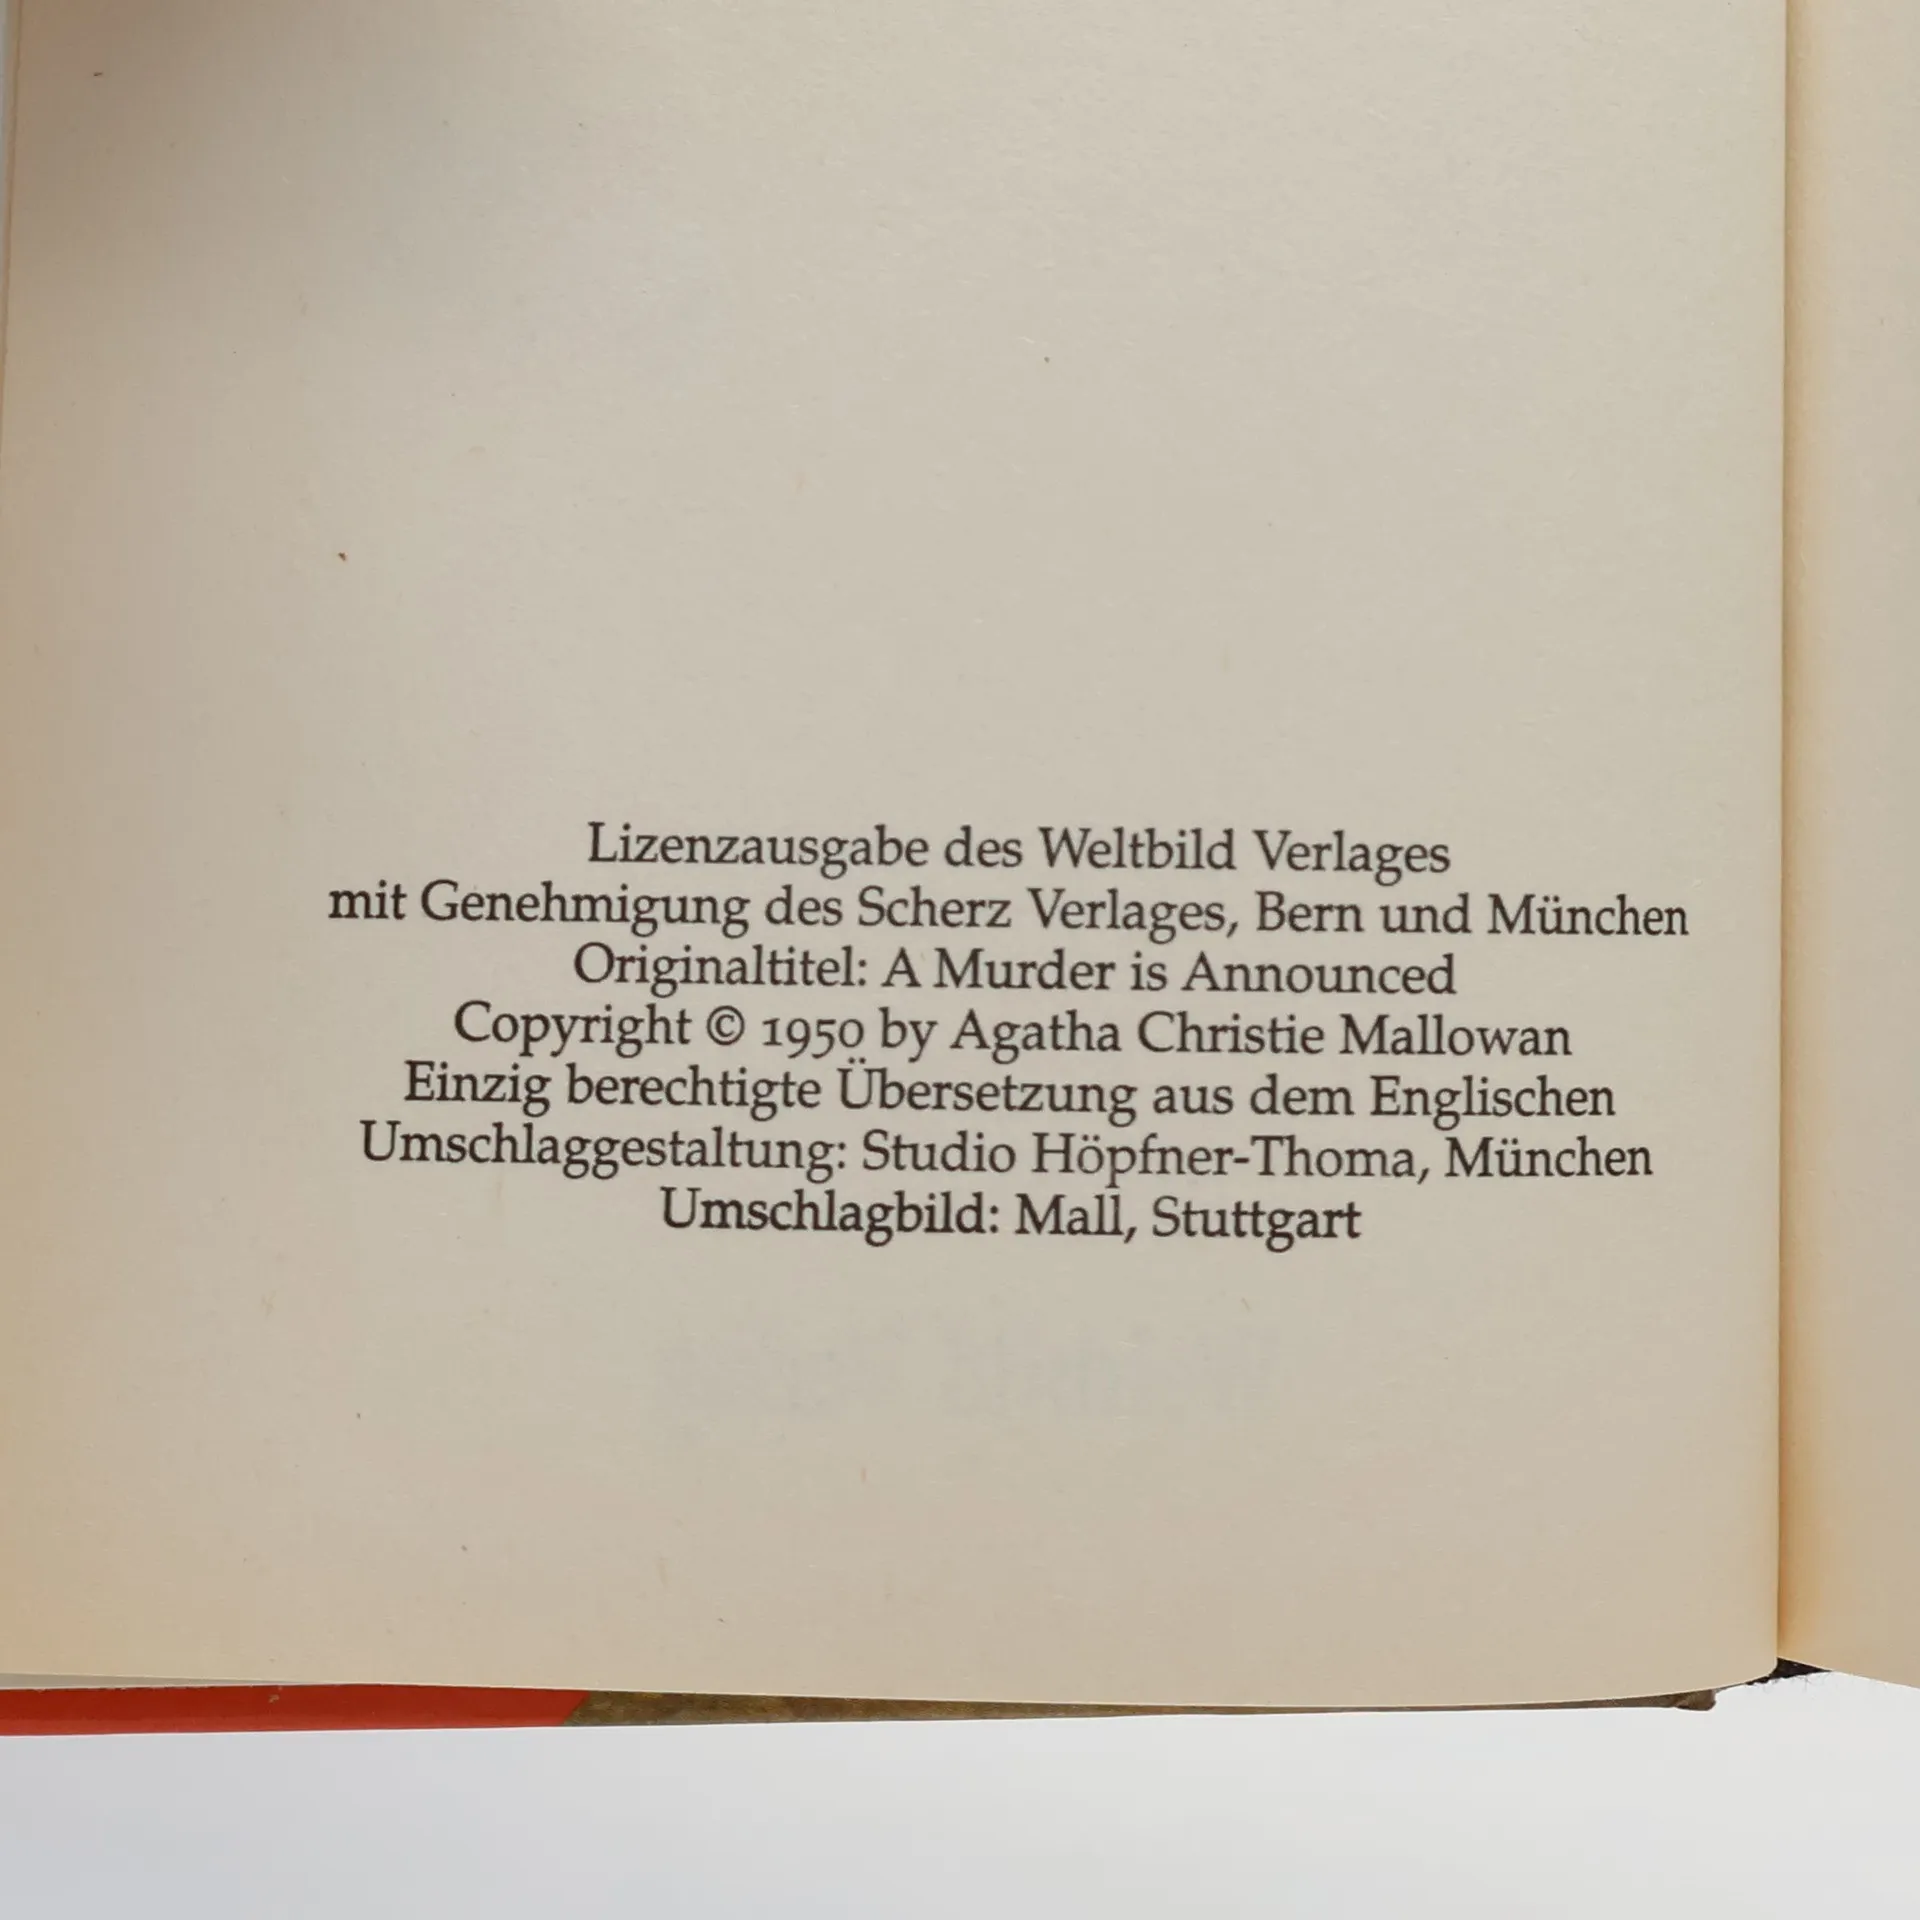 Lizenzausgabe des Weltbild Verlages
mit Genehmigung des Scherz Verlages, Bern und München
Originaltitel: A Murder is Announced
Copyright © 1950 by Agatha Christie Mallowan
Einzig berechtigte Übersetzung aus dem Englischen
Umschlaggestaltung: Studio Höpfner-Thoma, München
Umschlagbild: Mall, Stuttgart